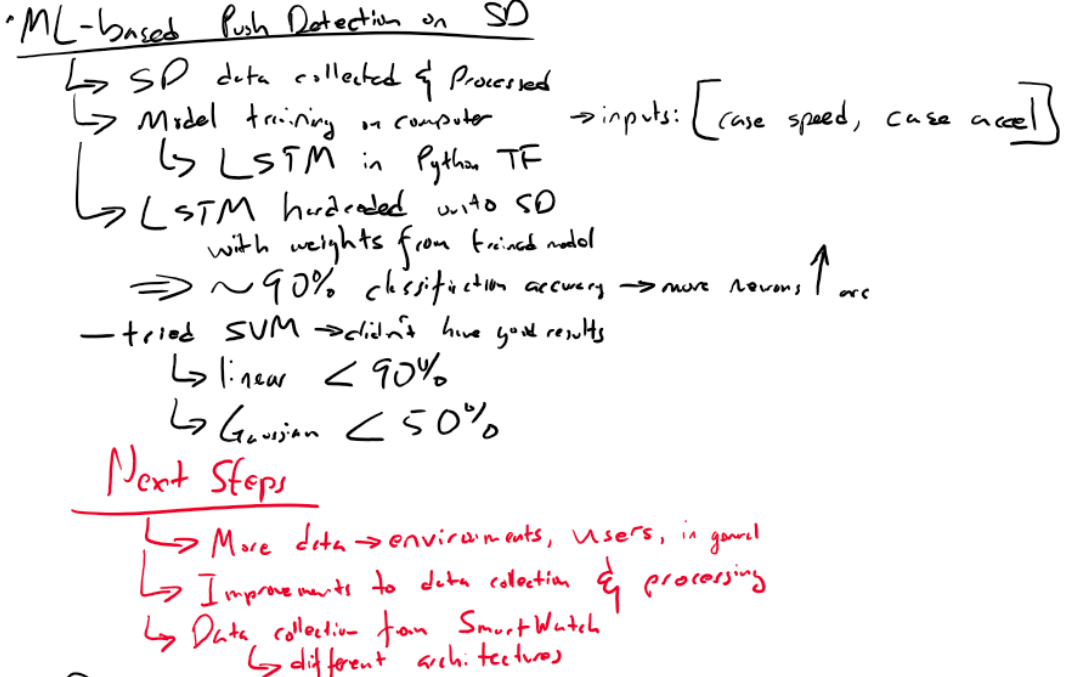 • ML-based Push Detection on SD
↳ SD data collected & Processed
↳ Model training on computer → inputs: [case speed, case accel]
↳ LSTM in Python TF
↳ LSTM hardcoded onto SD
with weights from trained model
⇒ ~90% classification accuracy → more neurons ↑ acc
— tried SVM → didn't have good results
↳ linear < 90%
↳ Gaussian < 50%
Next Steps
↳ More data → environments, users, in general
↳ Improvements to data collection & processing
↳ Data collection from SmartWatch
↳ different architectures